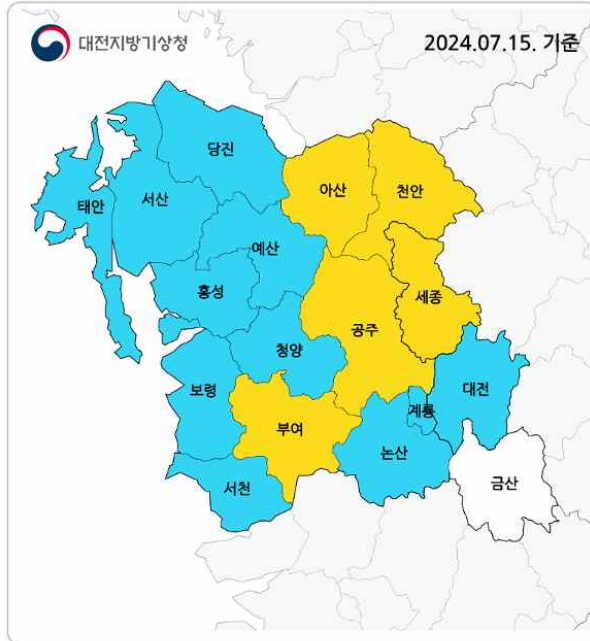 대전지방기상청
2024.07.15. 기준
당진
아산
천안
서산
태안
예산
홍성
세종
공주
청양
보령
대전
계룡
부여
논산
금산
서천